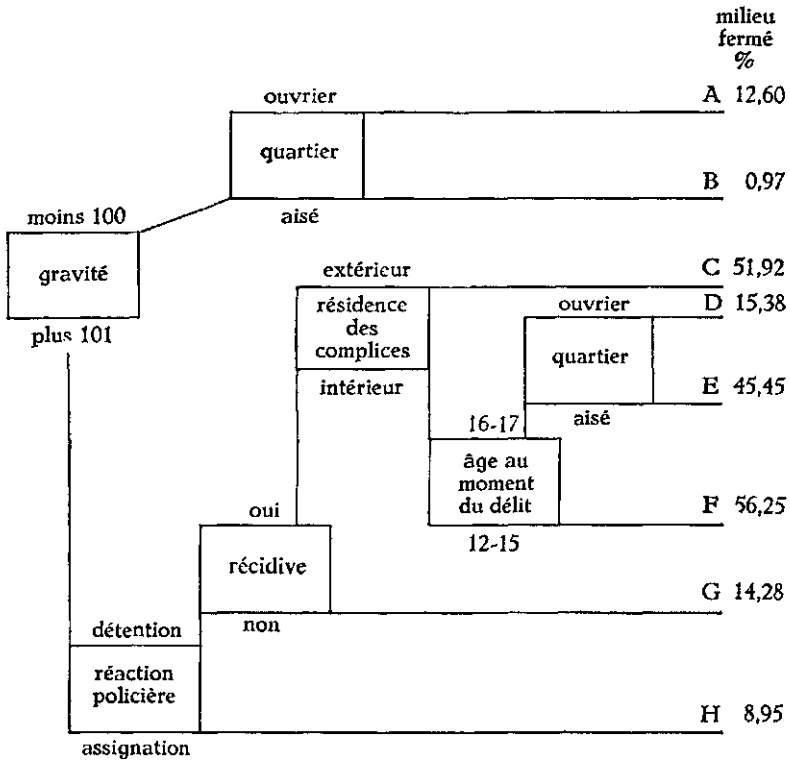 milieu
fermé
%
ouvrier
A 12,60
quartier
B 0,97
aisé
moins 100
gravité
plus 101
extérieur
C 51,92
résidence
des
complices
intérieur
ouvrier
D 15,38
quartier
E 45,45
aisé
16-17
âge au
moment
du délit
F 56,25
12-15
oui
récidive
G 14,28
non
détention
réaction
policière
H 8,95
assignation